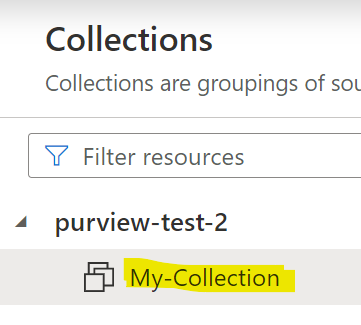 Collections
Collections are groupings of sou
Filter resources
purview-test-2
My-Collection